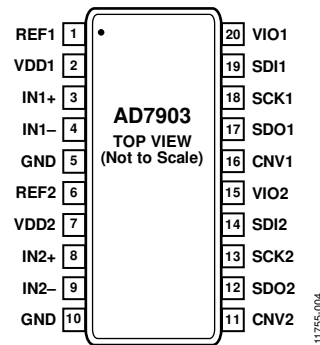 REF1 1 20 VIO1
VDD1 2 19 SDI1
IN1+ 3 18 SCK1
IN1– 4 17 SDO1
GND 5 16 CNV1
REF2 6 15 VIO2
VDD2 7 14 SDI2
IN2+ 8 13 SCK2
IN2– 9 12 SDO2
GND 10 11 CNV2
AD7903
TOP VIEW
(Not to Scale)
11755-004